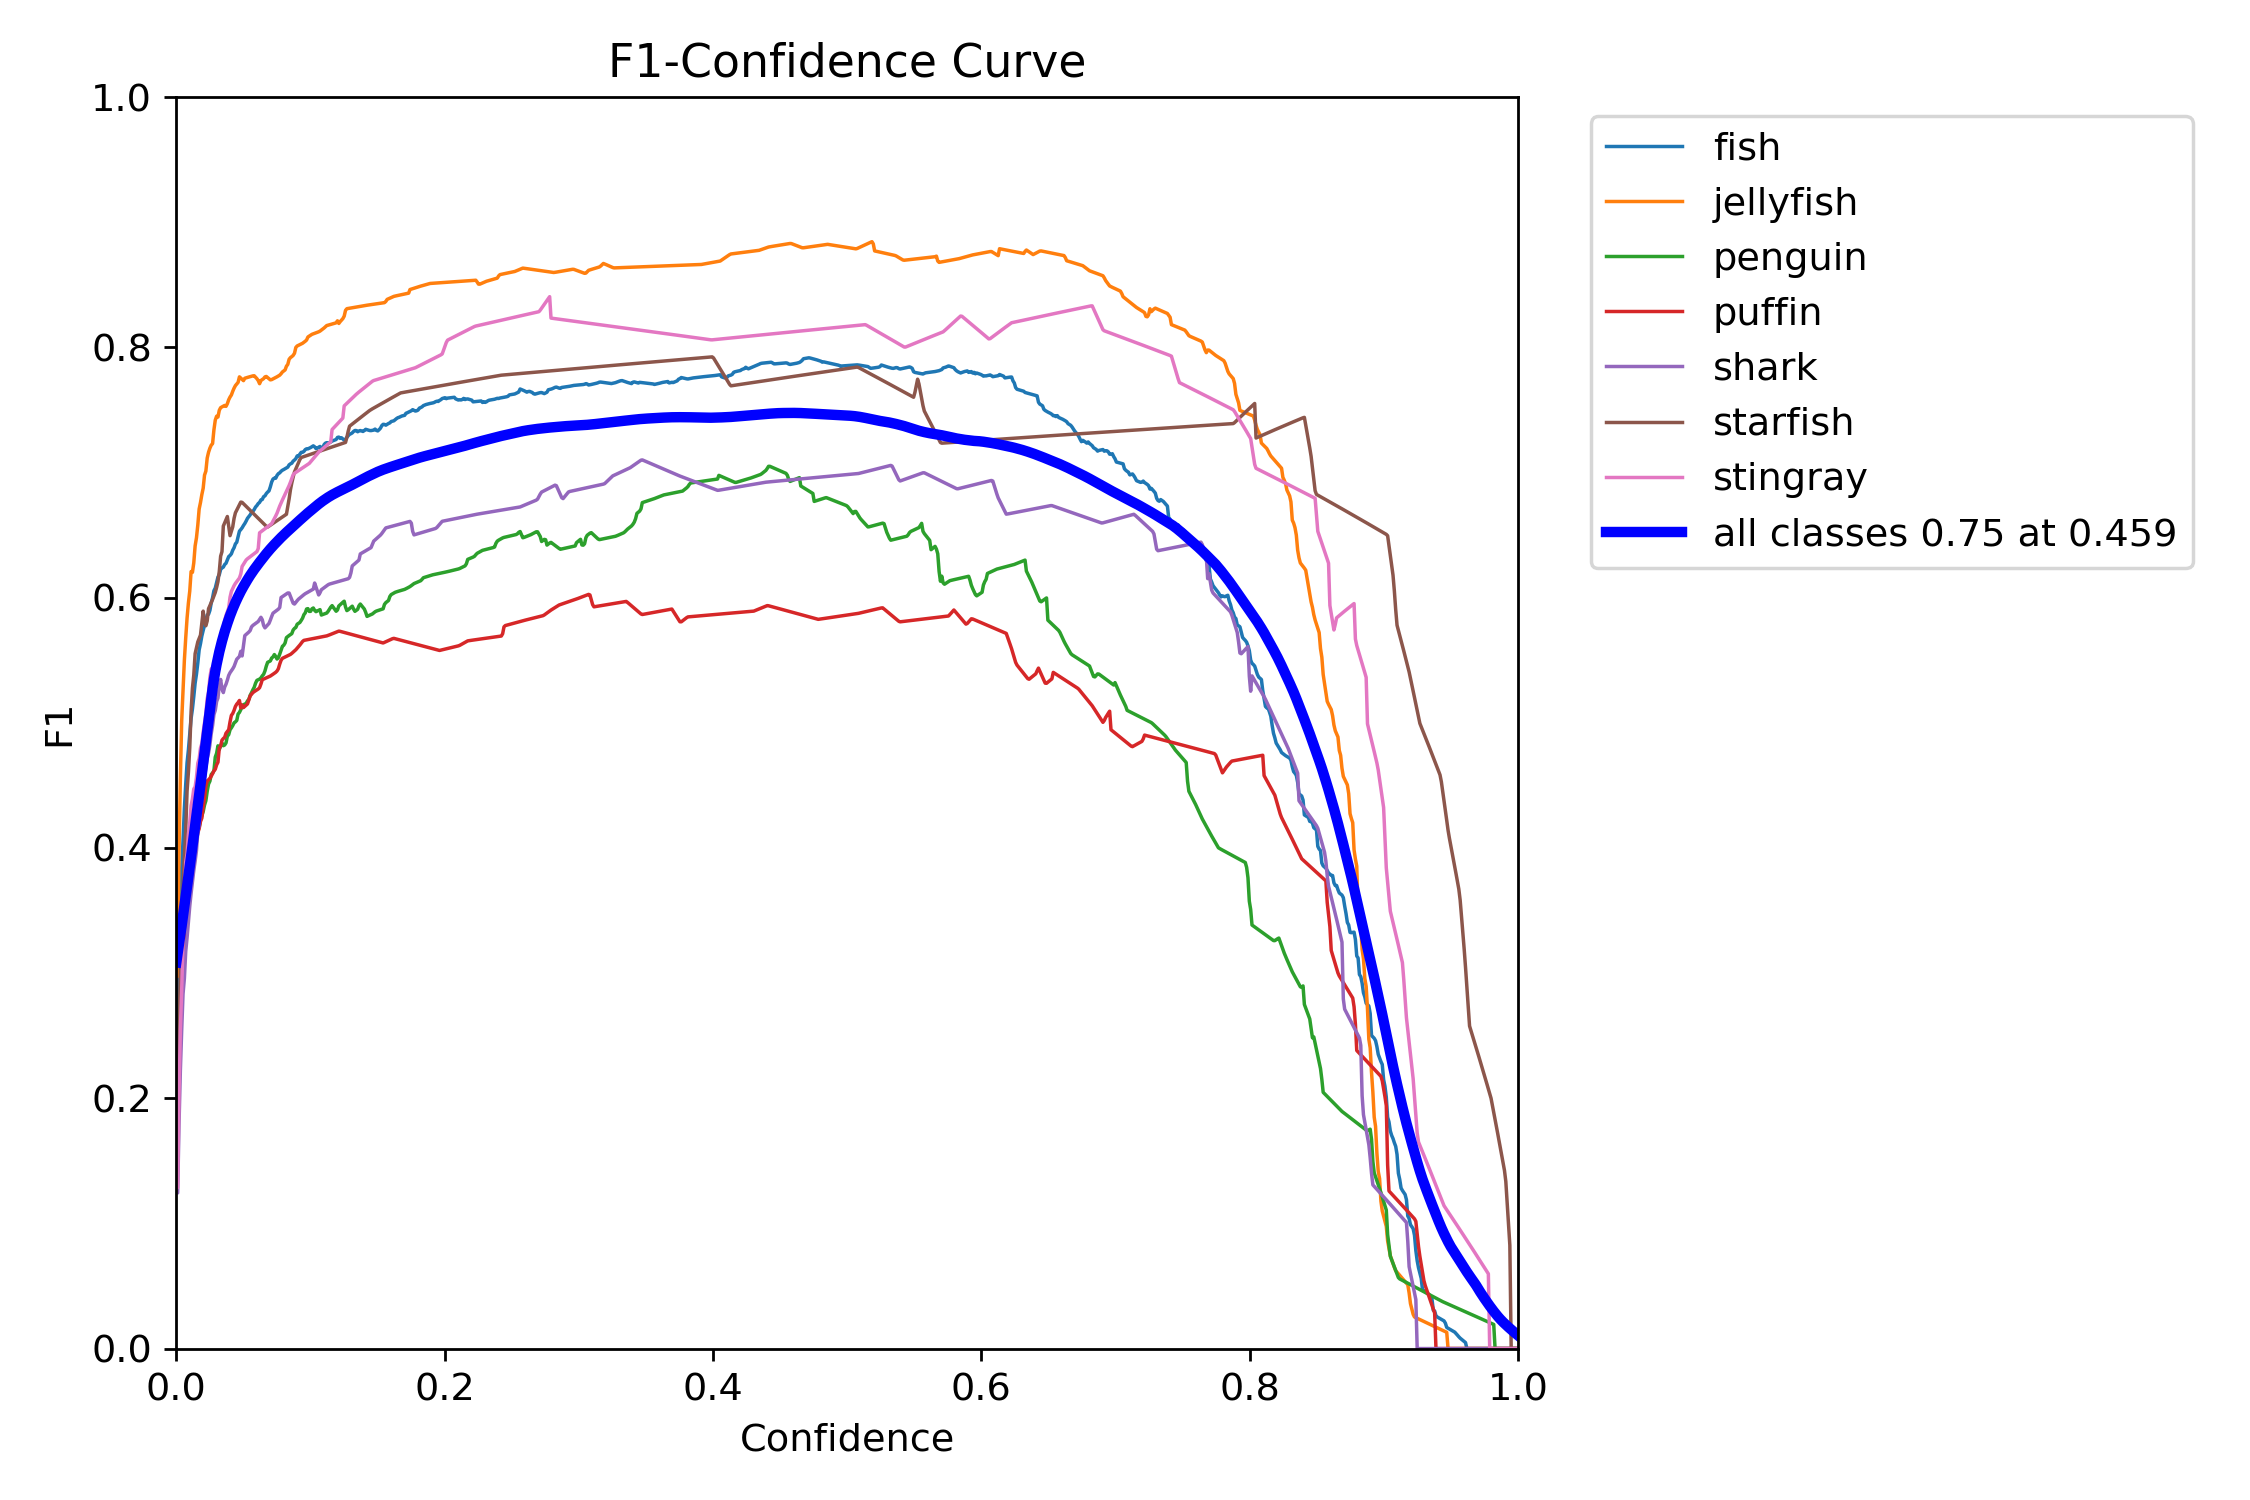 F1-Confidence Curve
1.0
0.8
0.6
0.4
0.2
0.0
F1
0.0 0.2 0.4 0.6 0.8 1.0
Confidence
fish
jellyfish
penguin
puffin
shark
starfish
stingray
all classes 0.75 at 0.459